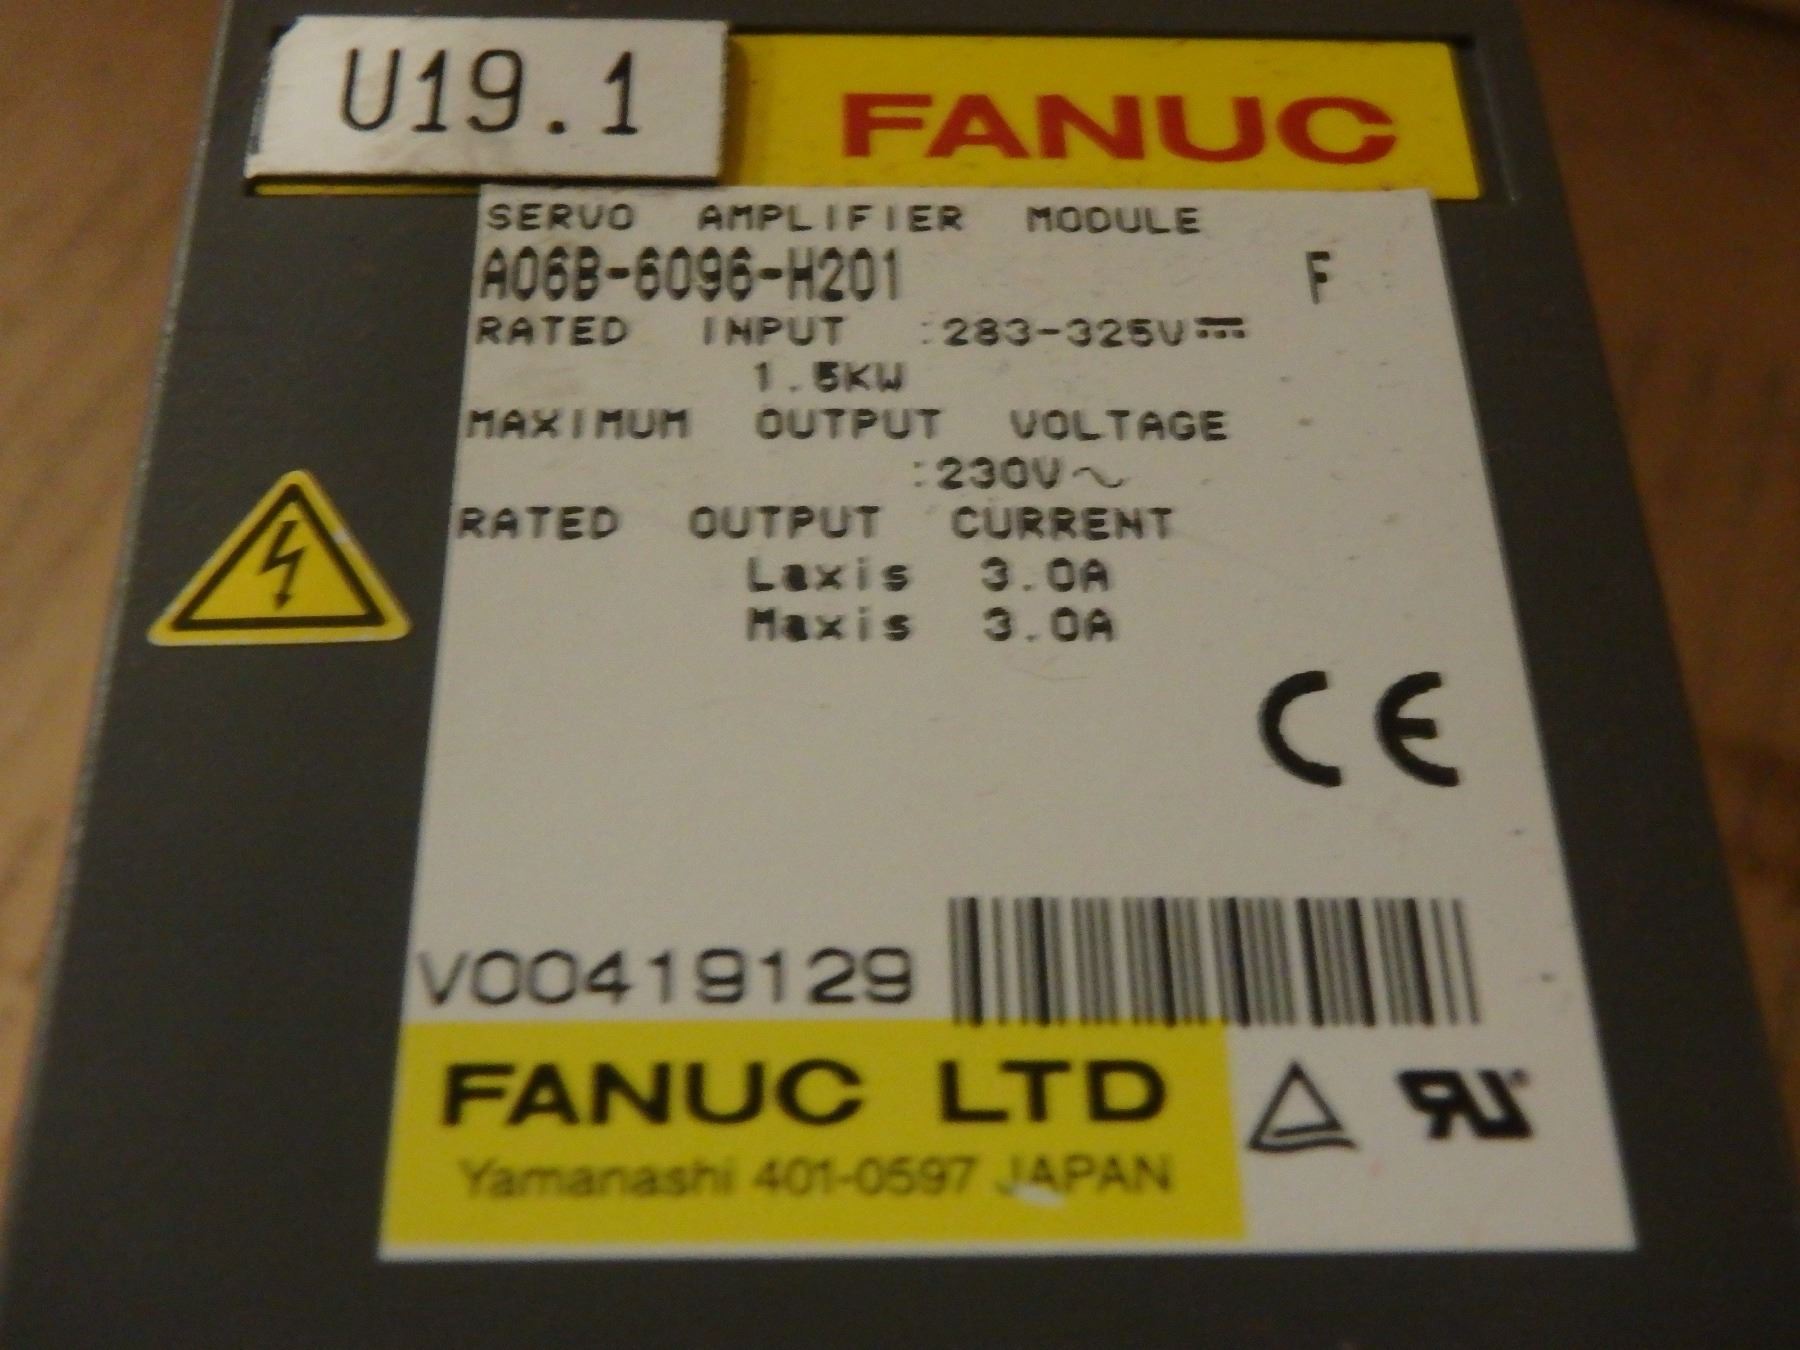 U19.1
FANUC
SERVO AMPLIFIER MODULE
A06B-6096-H201 F
RATED INPUT :283-325V⎓
1.5KW
MAXIMUM OUTPUT VOLTAGE
:230V~
RATED OUTPUT CURRENT
Laxis 3.0A
Maxis 3.0A
CE
V00419129
FANUC LTD
Yamanashi 401-0597 JAPAN